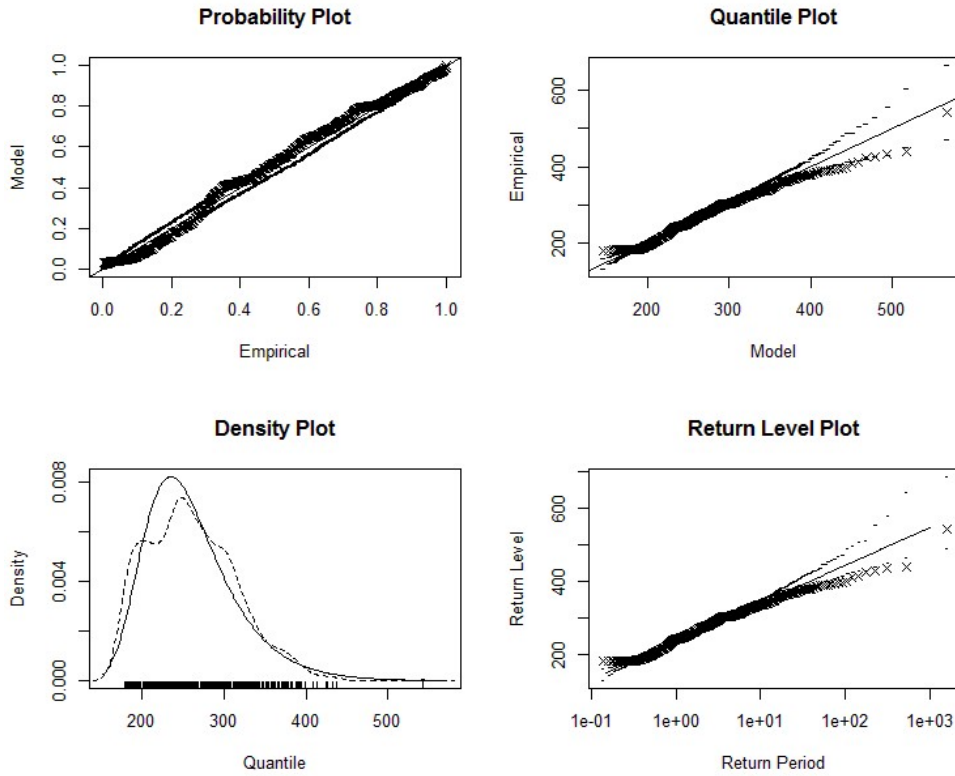 Probability Plot
Model
0.0 0.2 0.4 0.6 0.8 1.0
0.0 0.2 0.4 0.6 0.8 1.0
Empirical
Quantile Plot
Empirical
200 400 600
200 300 400 500
Model
Density Plot
Density
0.000 0.004 0.008
200 300 400 500
Quantile
Return Level Plot
Return Level
200 400 600
1e-01 1e+00 1e+01 1e+02 1e+03
Return Period